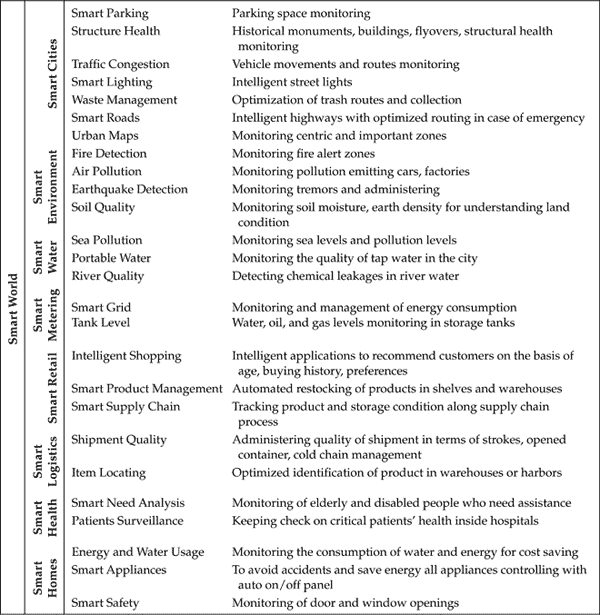 Smart World
Smart Cities
Smart Parking Parking space monitoring
Structure Health Historical monuments, buildings, flyovers, structural health
monitoring
Traffic Congestion Vehicle movements and routes monitoring
Smart Lighting Intelligent street lights
Waste Management Optimization of trash routes and collection
Smart Roads Intelligent highways with optimized routing in case of emergency
Urban Maps Monitoring centric and important zones
Smart
Environment
Fire Detection Monitoring fire alert zones
Air Pollution Monitoring pollution emitting cars, factories
Earthquake Detection Monitoring tremors and administering
Soil Quality Monitoring soil moisture, earth density for understanding land
condition
Smart
Water
Sea Pollution Monitoring sea levels and pollution levels
Portable Water Monitoring the quality of tap water in the city
River Quality Detecting chemical leakages in river water
Smart
Metering
Smart Grid Monitoring and management of energy consumption
Tank Level Water, oil, and gas levels monitoring in storage tanks
Smart Retail
Intelligent Shopping Intelligent applications to recommend customers on the basis of
age, buying history, preferences
Smart Product Management Automated restocking of products in shelves and warehouses
Smart Supply Chain Tracking product and storage condition along supply chain
process
Smart
Logistics
Shipment Quality Administering quality of shipment in terms of strokes, opened
container, cold chain management
Item Locating Optimized identification of product in warehouses or harbors
Smart
Health
Smart Need Analysis Monitoring of elderly and disabled people who need assistance
Patients Surveillance Keeping check on critical patients' health inside hospitals
Smart
Homes
Energy and Water Usage Monitoring the consumption of water and energy for cost saving
Smart Appliances To avoid accidents and save energy all appliances controlling with
auto on/off panel
Smart Safety Monitoring of door and window openings